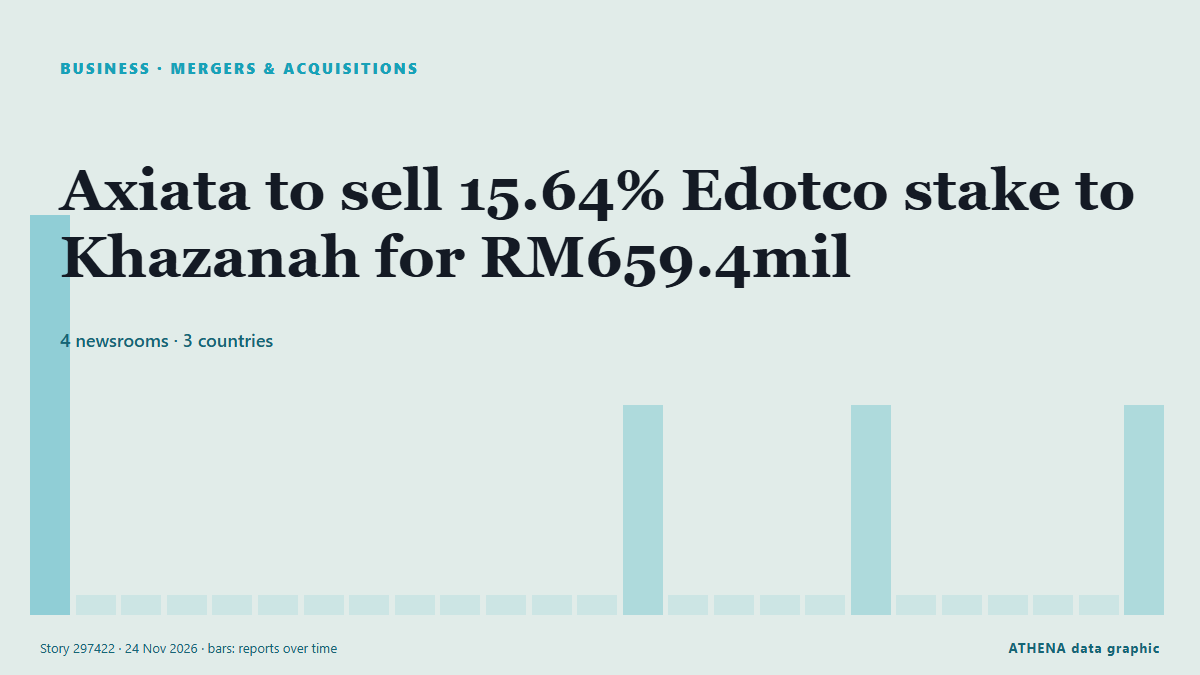 BUSINESS · MERGERS & ACQUISITIONS
Axiata to sell 15.64% Edotco stake to
Khazanah for RM659.4mil
4 newsrooms · 3 countries
Story 297422 · 24 Nov 2026 · bars: reports over time
ATHENA data graphic